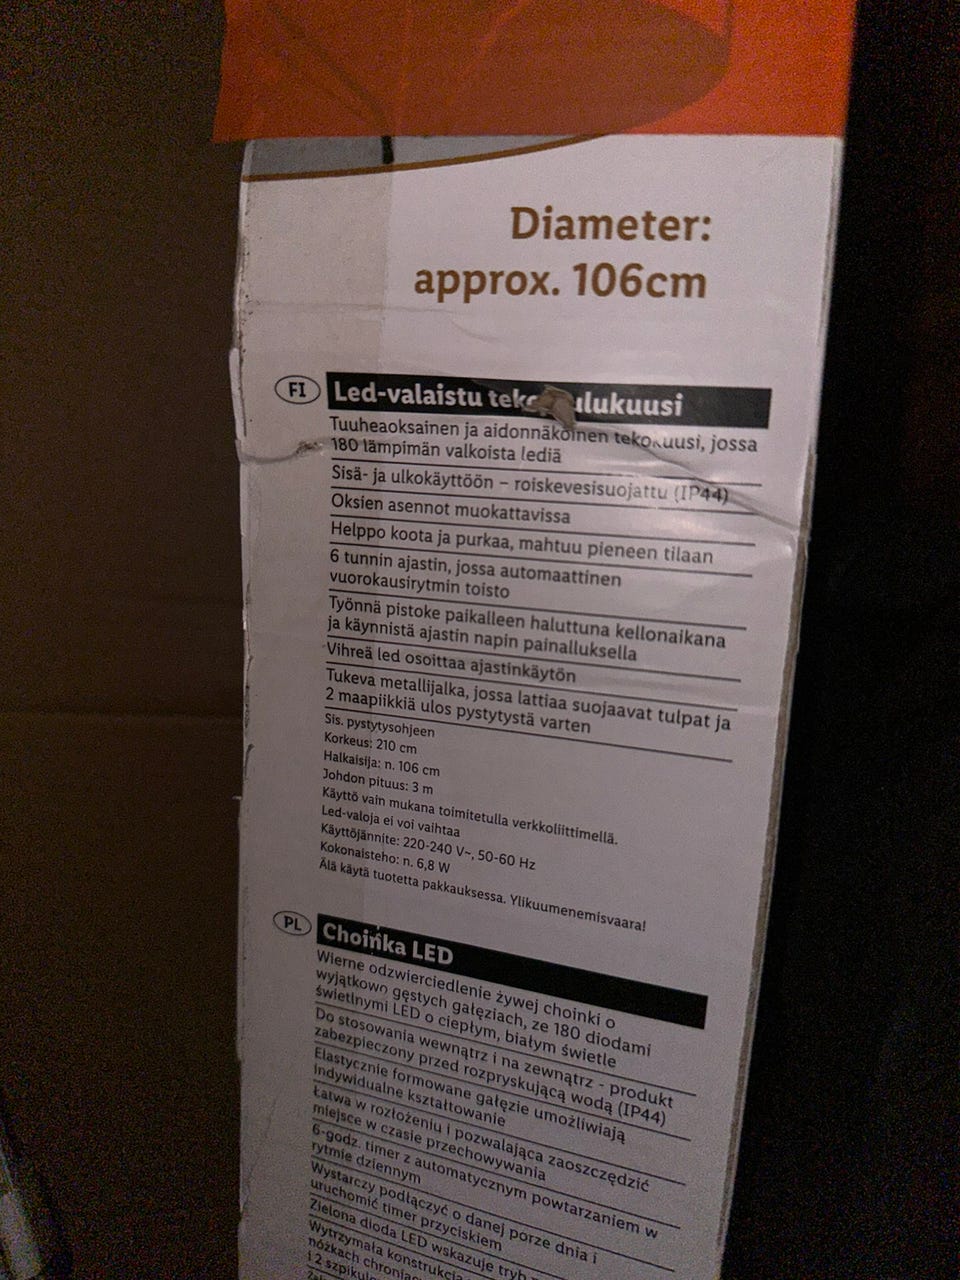 Diameter:
approx. 106cm
FI
Led-valaistu ulukuusi
Tuuheaoksainen ja aidonnäköinen tekokuusi, jossa
180 lämpimän valkoista lediä
Sisä- ja ulkokäyttöön – roiskevesisuojattu (IP44)
Oksien asennot muokattavissa
Helppo koota ja purkaa, mahtuu pieneen tilaan
6 tunnin ajastin, jossa automaattinen
vuorokausirytmin toisto
Työnnä pistoke paikalleen haluttuna kellonaikana
ja käynnistä ajastin napin painalluksella
Vihreä led osoittaa ajastinkäytön
Tukeva metallijalka, jossa lattiaa suojaavat tulpat ja
2 maapiikkiä ulos pystytystä varten
Sis. pystytysohjeen
Korkeus: 210 cm
Halkaisija: n. 106 cm
Johdon pituus: 3 m
Käyttö vain mukana toimitetulla verkkoliittimellä.
Led-valoja ei voi vaihtaa
Käyttöjännite: 220-240 V~, 50-60 Hz
Kokonaisteho: n. 6,8 W
Älä käytä tuotetta pakkauksessa. Ylikuumenemisvaara!
PL
Choinka LED
Wierne odzwierciedlenie żywej choinki o
wyjątkowo gęstych gałęziach, ze 180 diodami
świetlnymi LED o ciepłym, białym świetle
Do stosowania wewnątrz i na zewnątrz - produkt
zabezpieczony przed rozpryskującą wodą (IP44)
Elastycznie formowane gałęzie umożliwiają
indywidualne kształtowanie
Łatwa w rozłożeniu i pozwalająca zaoszczędzić
miejsce w czasie przechowywania
6-godz. timer z automatycznym powtarzaniem w
rytmie dziennym
Wystarczy podłączyć o danej porze dnia i
uruchomić timer przyciskiem
Zielona dioda LED wskazuje tryb
Wytrzymała konstrukcja
nóżkach
i 2